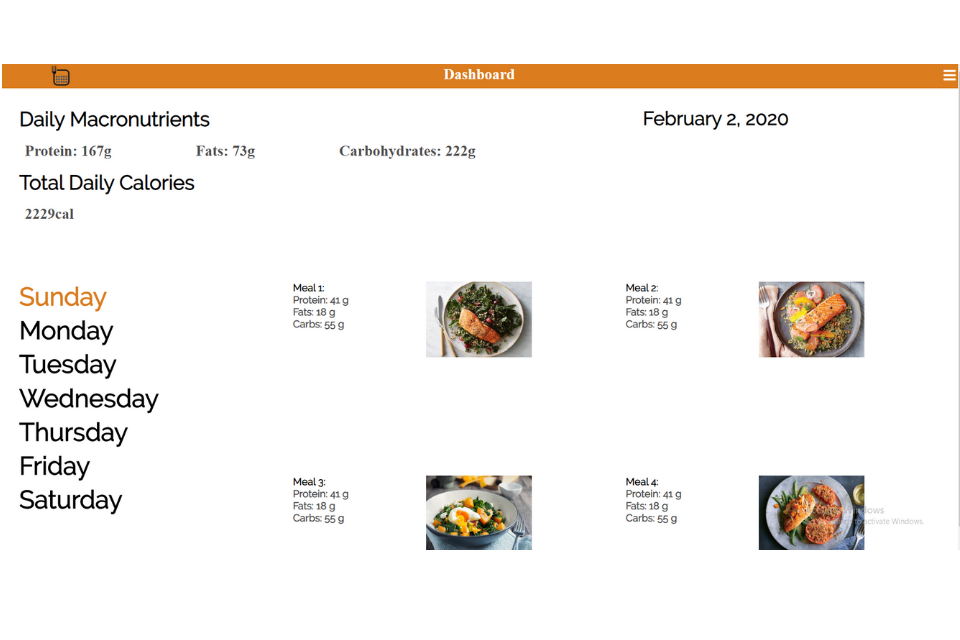 Dashboard
Daily Macronutrients
February 2, 2020
Protein: 167g
Fats: 73g
Carbohydrates: 222g
Total Daily Calories
2229cal
Sunday
Monday
Tuesday
Wednesday
Thursday
Friday
Saturday
Meal 1:
Protein: 41 g
Fats: 18 g
Carbs: 55 g
Meal 2:
Protein: 41 g
Fats: 18 g
Carbs: 55 g
Meal 3:
Protein: 41 g
Fats: 18 g
Carbs: 55 g
Meal 4:
Protein: 41 g
Fats: 18 g
Carbs: 55 g
activate Windows.